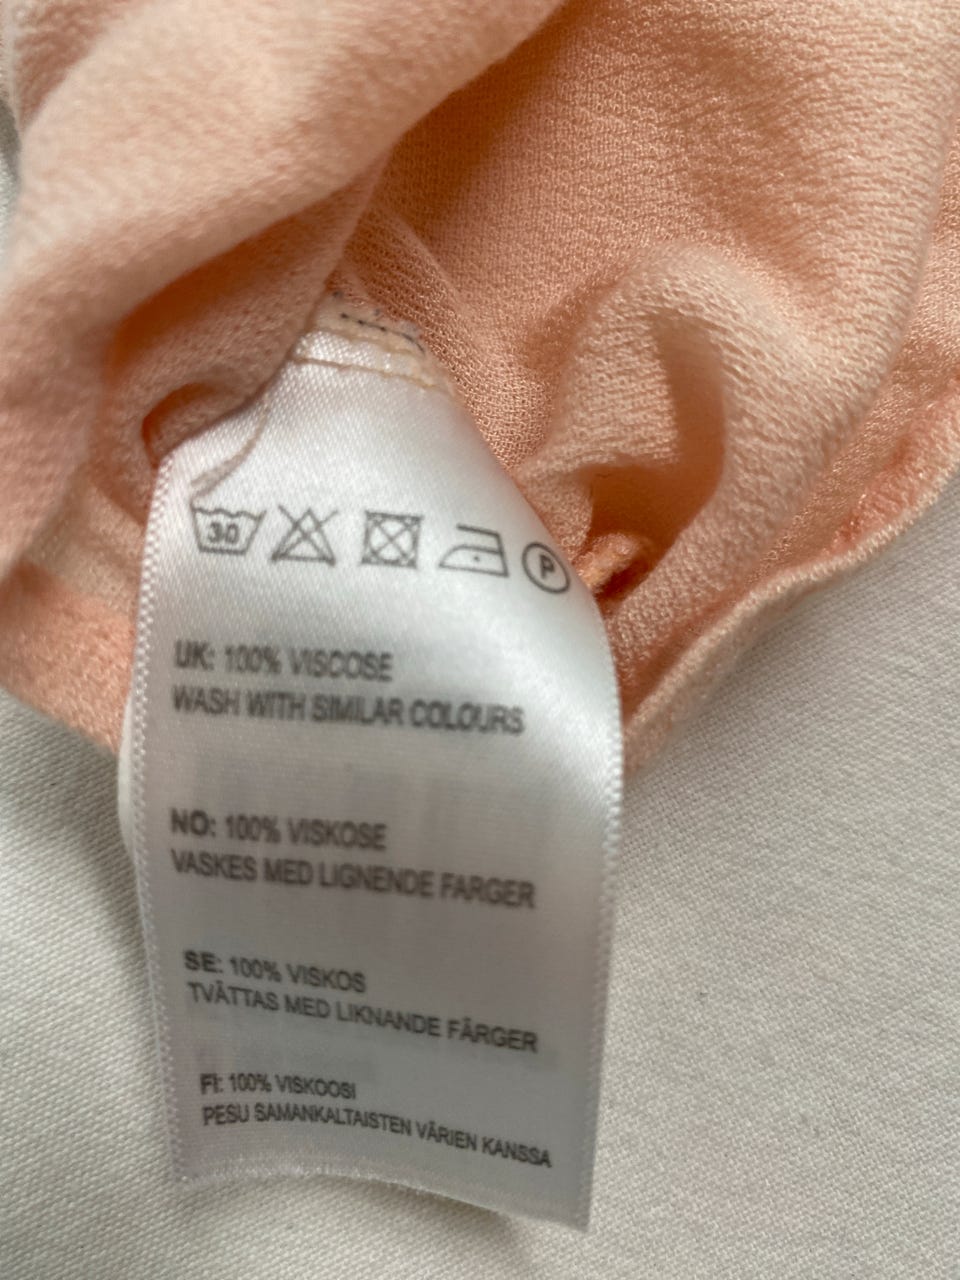 30 P
UK: 100% VISCOSE
WASH WITH SIMILAR COLOURS
NO: 100% VISKOSE
VASKES MED LIGNENDE FARGER
SE: 100% VISKOS
TVÄTTAS MED LIKNANDE FÄRGER
FI: 100% VISKOOSI
PESU SAMANKALTAISTEN VÄRIEN KANSSA